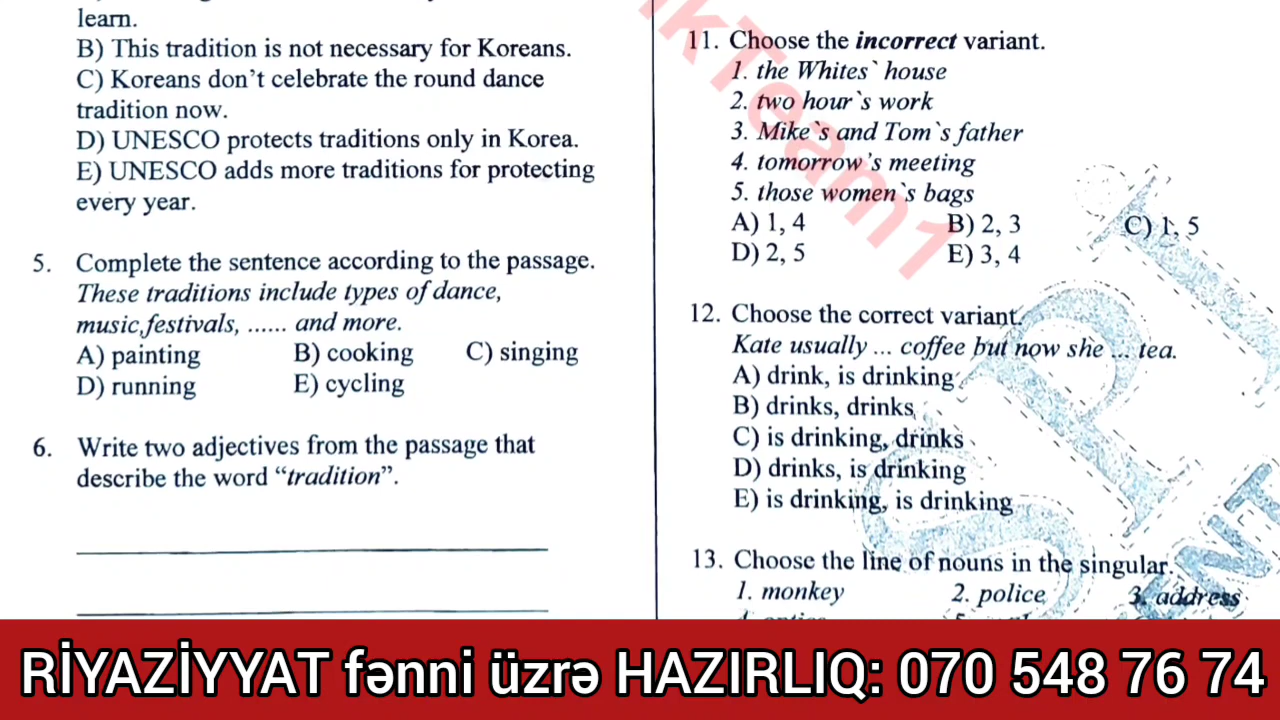 learn.
B) This tradition is not necessary for Koreans.
C) Koreans don't celebrate the round dance
tradition now.
D) UNESCO protects traditions only in Korea.
E) UNESCO adds more traditions for protecting
every year.
5. Complete the sentence according to the passage.
These traditions include types of dance,
music,festivals, ...... and more.
A) painting B) cooking C) singing
D) running E) cycling
6. Write two adjectives from the passage that
describe the word “tradition”.
11. Choose the incorrect variant.
1. the Whites` house
2. two hour`s work
3. Mike`s and Tom`s father
4. tomorrow's meeting
5. those women`s bags
A) 1, 4 B) 2, 3 C) 1, 5
D) 2, 5 E) 3, 4
12. Choose the correct variant.
Kate usually ... coffee but now she ... tea.
A) drink, is drinking
B) drinks, drinks
C) is drinking, drinks
D) drinks, is drinking
E) is drinking, is drinking
13. Choose the line of nouns in the singular.
1. monkey 2. police 3. address
RİYAZİYYAT fənni üzrə HAZIRLIQ: 070 548 76 74